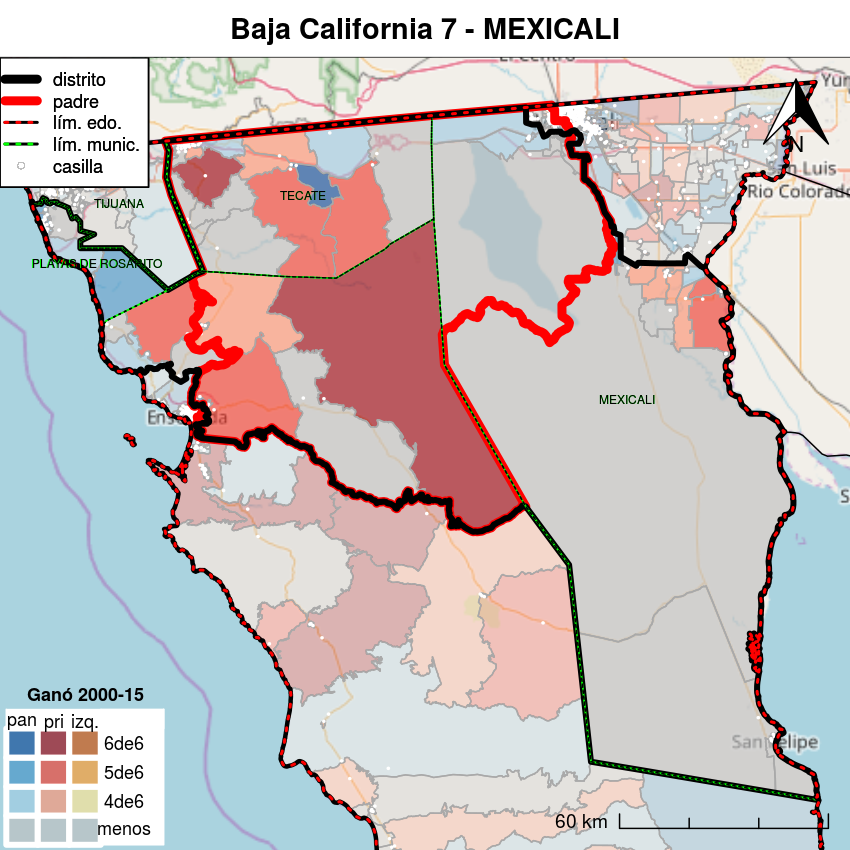 Baja California 7 - MEXICALI
El Centro
distrito
padre
lím. edo.
lím. munic.
casilla
N
San Luis
Rio Colorado
TECATE
TIJUANA
PLAYAS DE ROSARITO
MEXICALI
Ensenada
San Felipe
Ganó 2000-15
pan pri izq.
6de6
5de6
4de6
menos
60 km